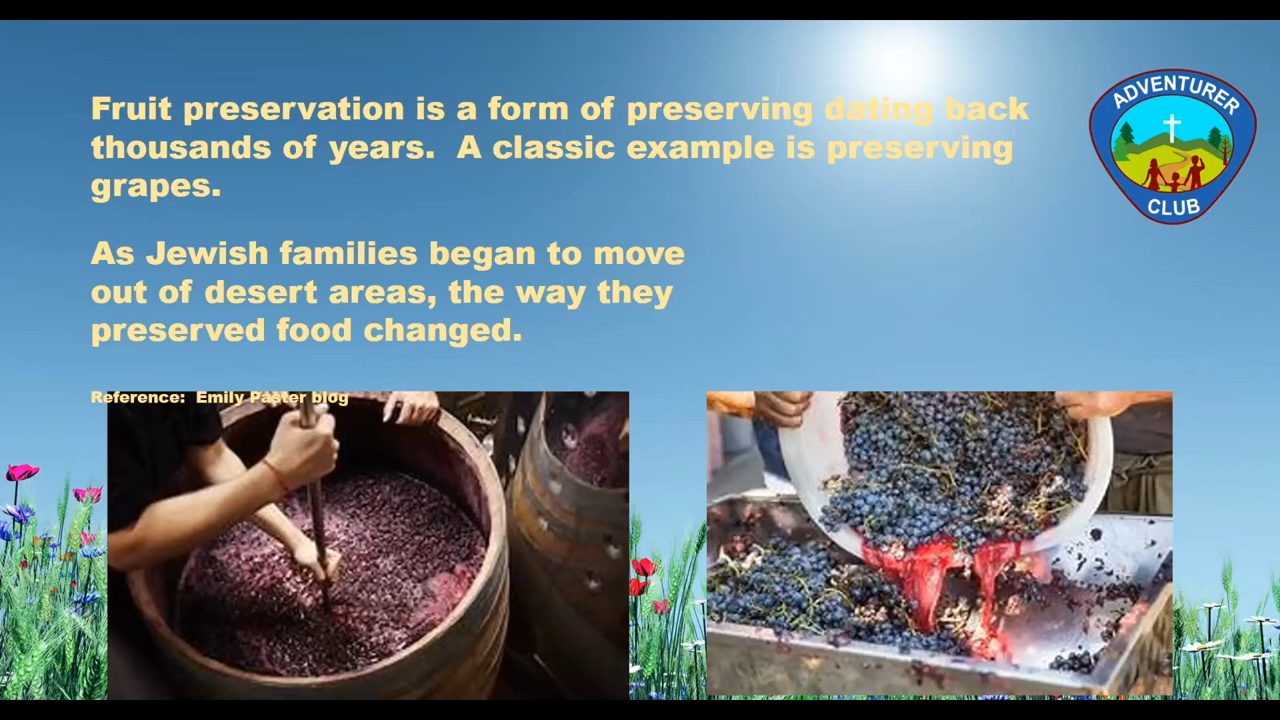 Fruit preservation is a form of preserving dating back
thousands of years. A classic example is preserving
grapes.
As Jewish families began to move
out of desert areas, the way they
preserved food changed.
Reference: Emily Paster blog
ADVENTURER
CLUB